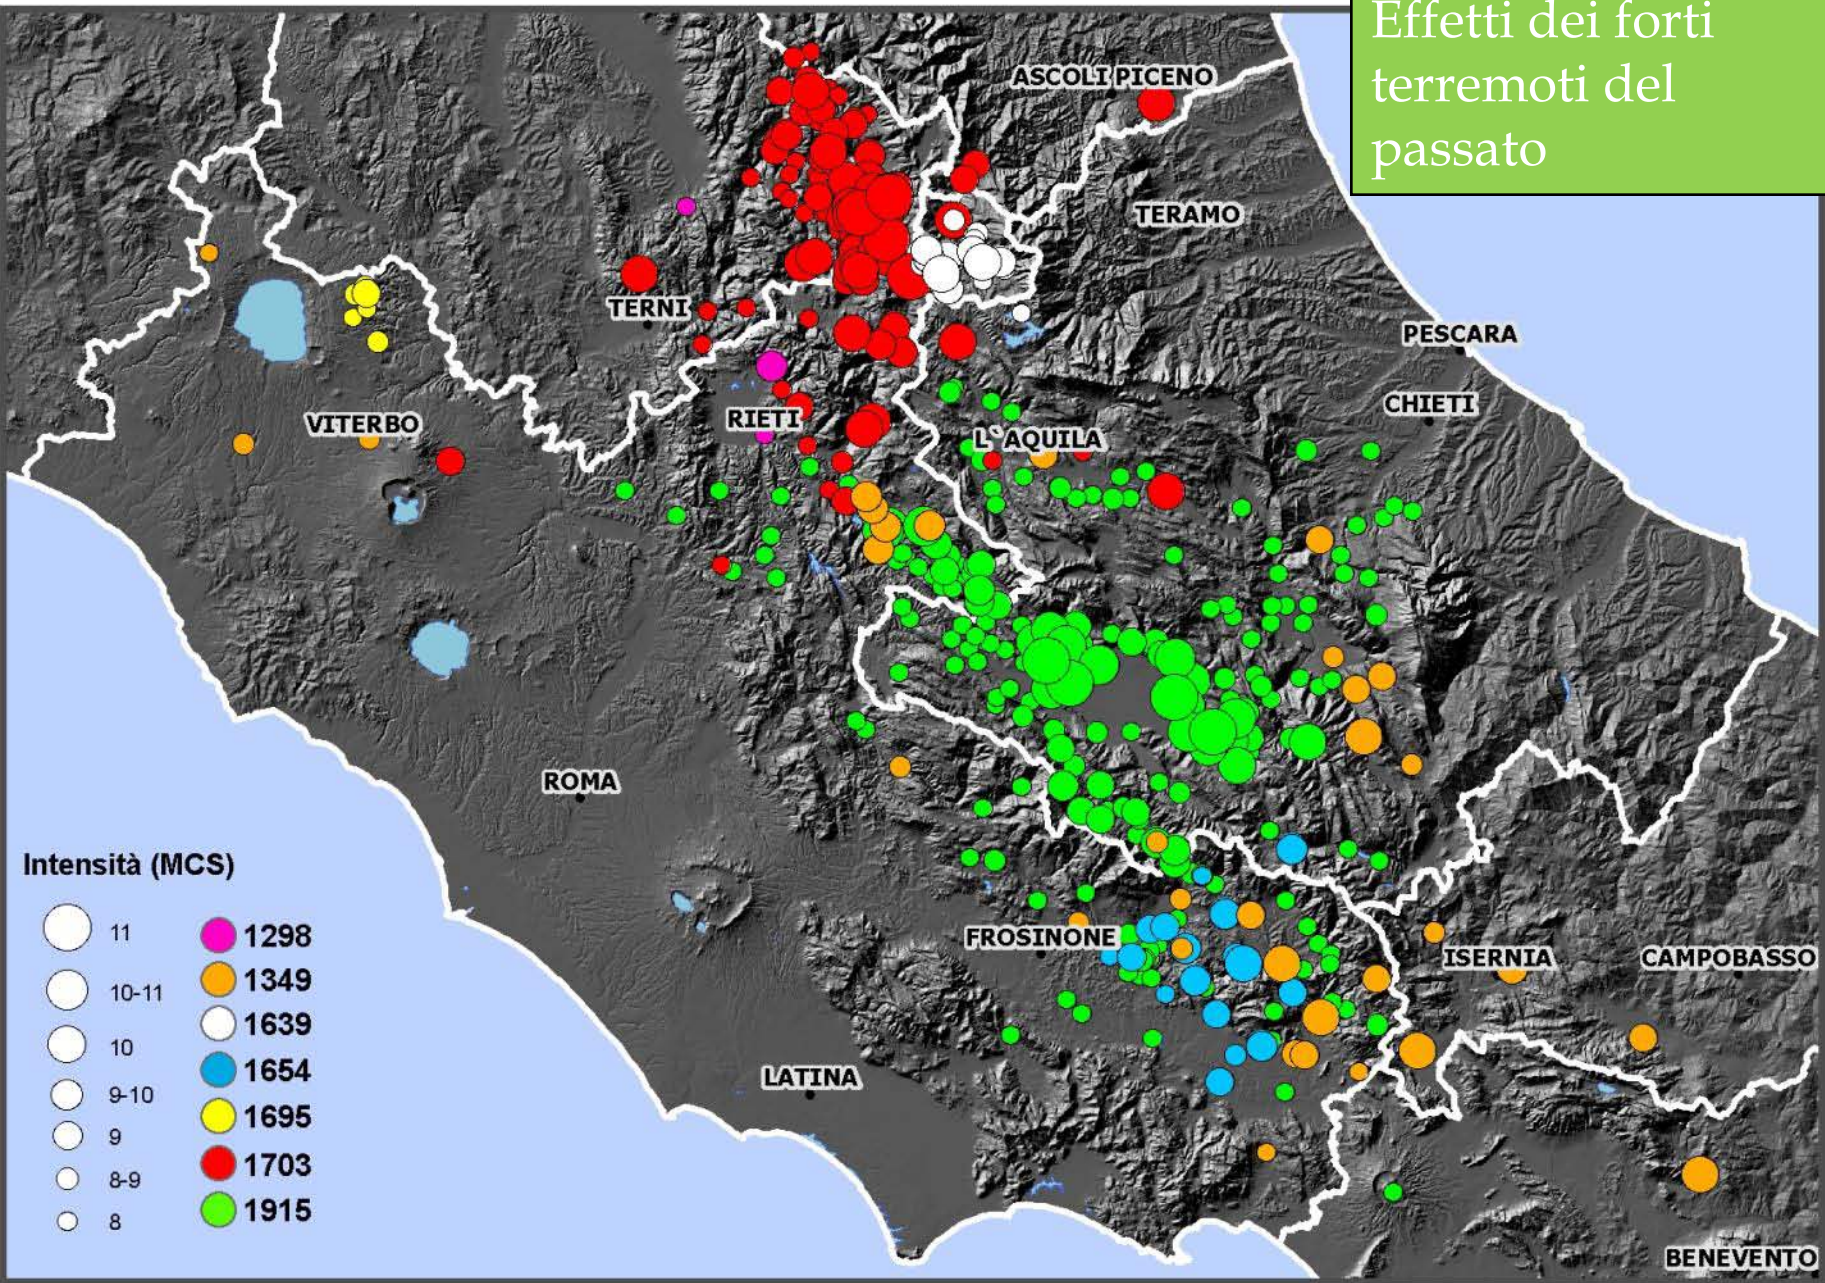 Effetti dei forti
terremoti del
passato
ASCOLI PICENO
TERAMO
TERNI
PESCARA
CHIETI
RIETI
VITERBO
L`AQUILA
ROMA
FROSINONE
ISERNIA
CAMPOBASSO
LATINA
BENEVENTO
Intensità (MCS)
11
10-11
10
9-10
9
8-9
8
1298
1349
1639
1654
1695
1703
1915